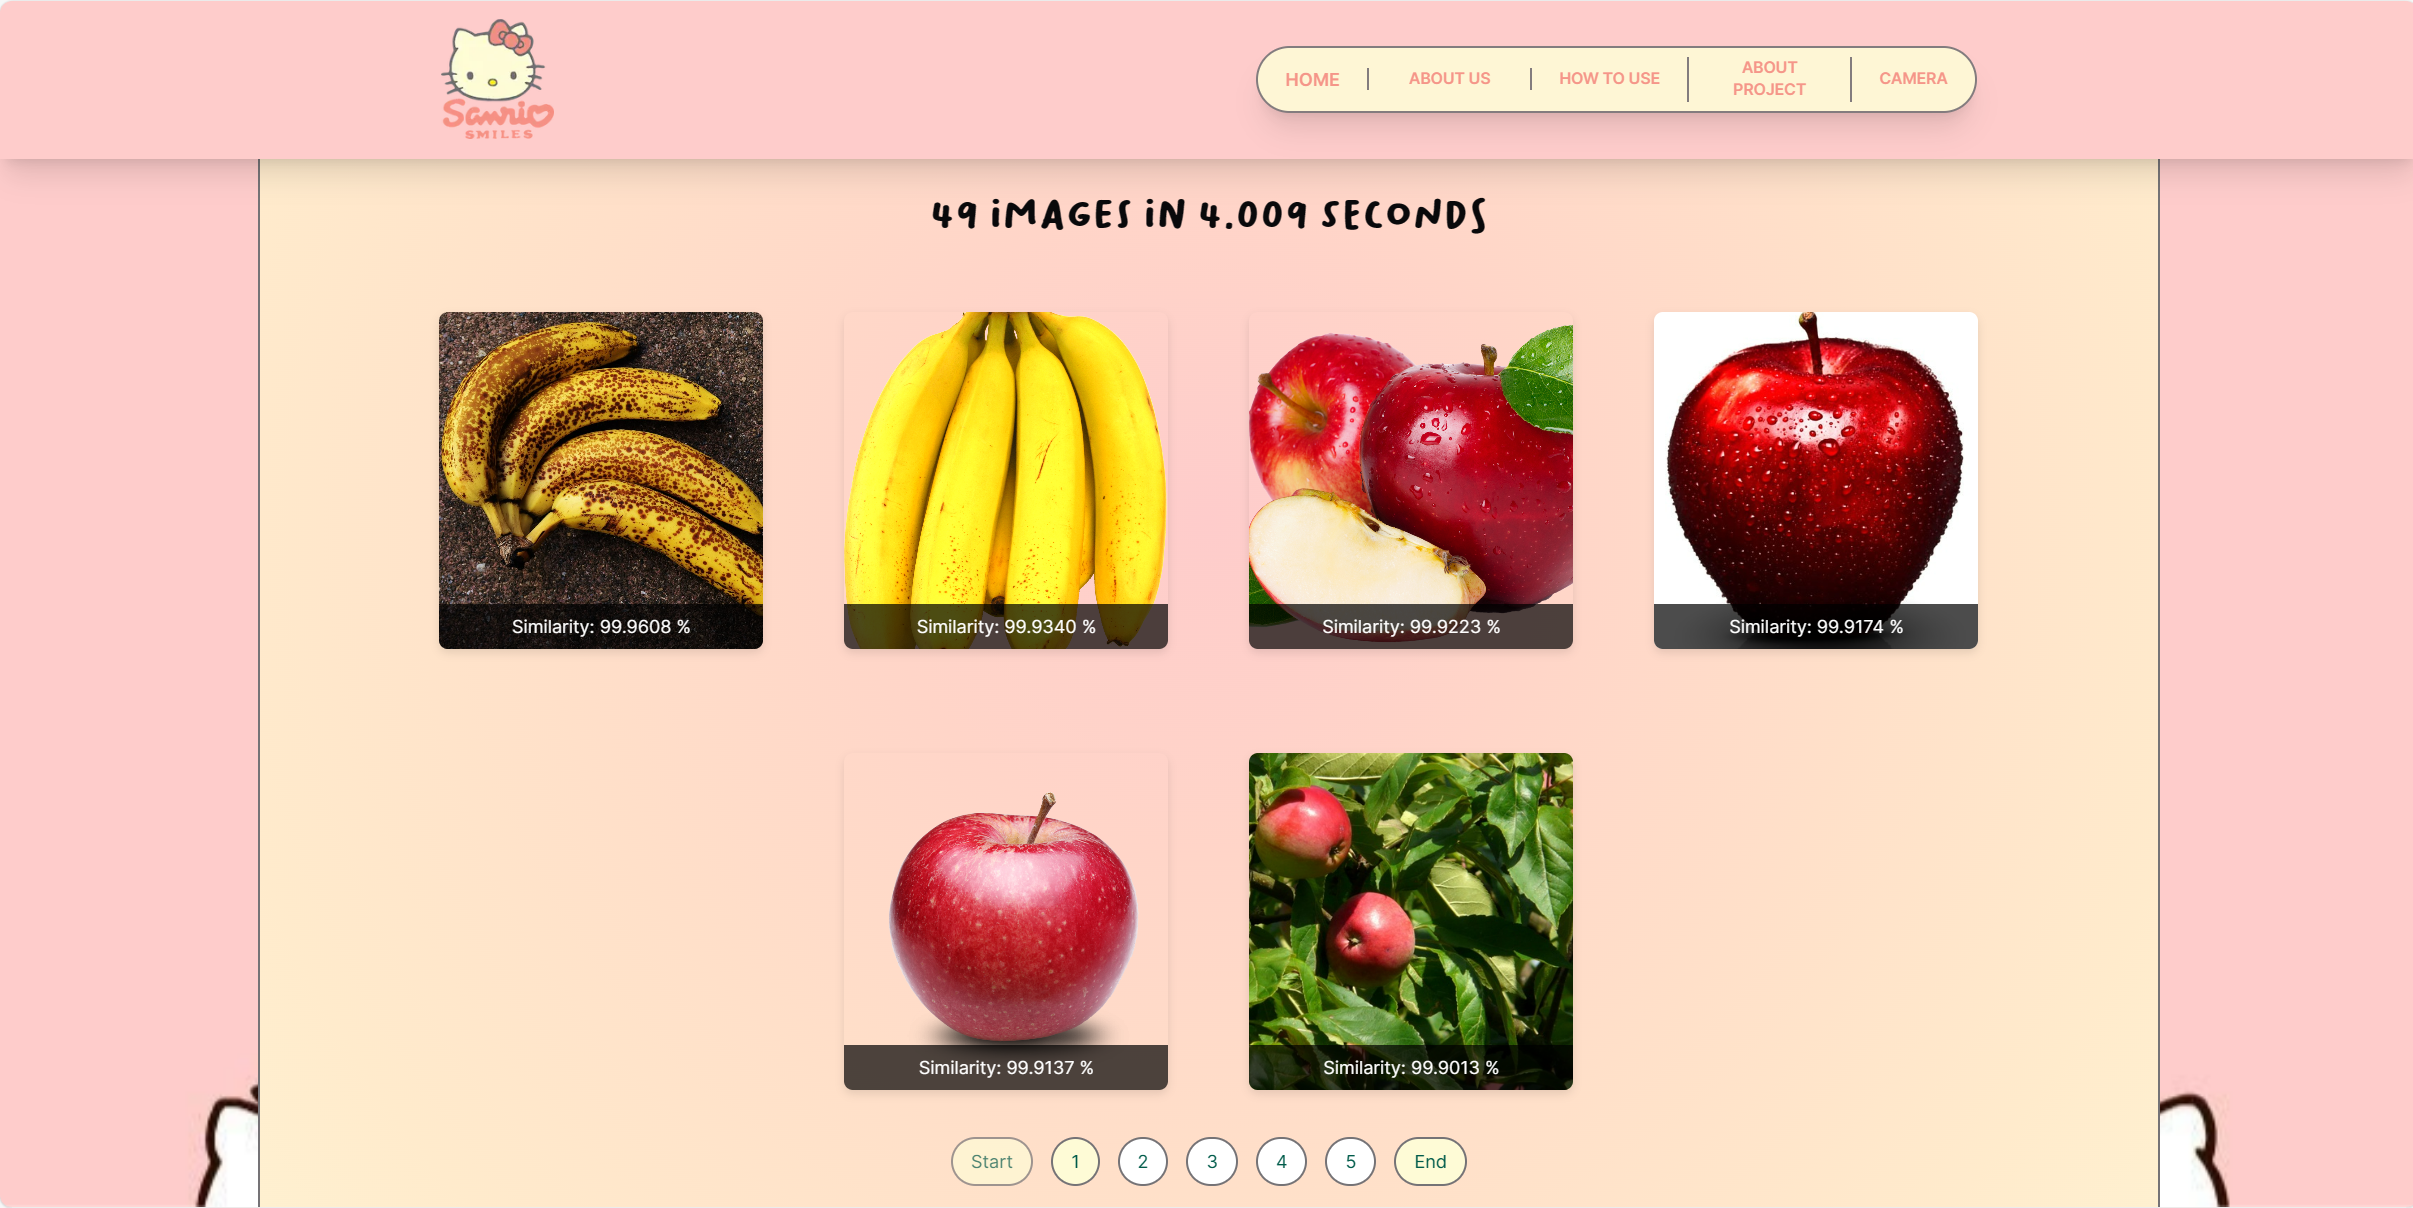 Sanrio
SMILES
HOME
ABOUT US
HOW TO USE
ABOUT
PROJECT
CAMERA
49 iMAGES iN 4.009 SECONDS
Similarity: 99.9608 %
Similarity: 99.9340 %
Similarity: 99.9223 %
Similarity: 99.9174 %
Similarity: 99.9137 %
Similarity: 99.9013 %
Start 1 2 3 4 5 End